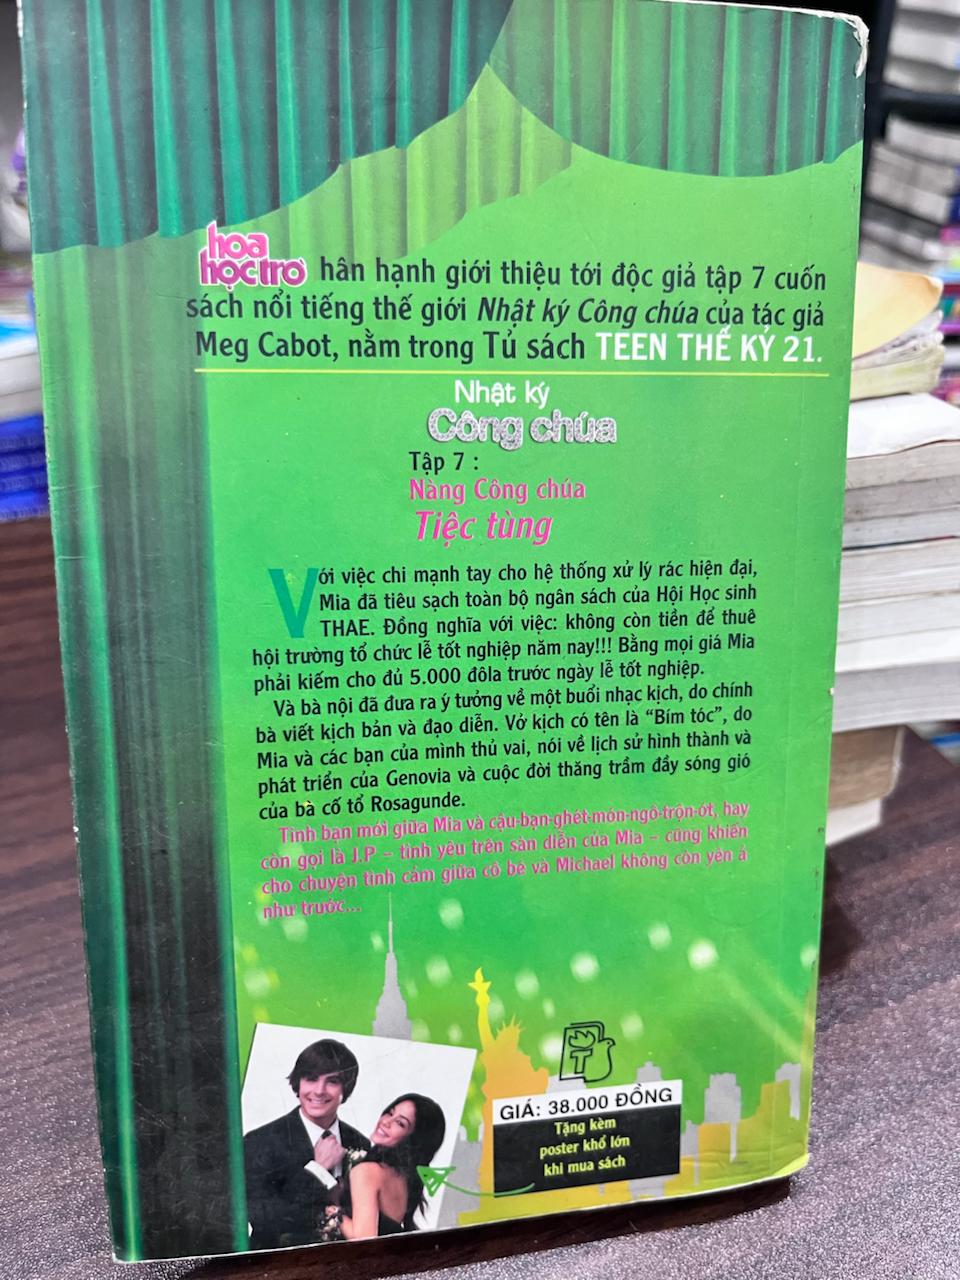 hoa
học trò hân hạnh giới thiệu tới độc giả tập 7 cuốn
sách nổi tiếng thế giới Nhật ký Công chúa của tác giả
Meg Cabot, nằm trong Tủ sách TEEN THẾ KỶ 21.
Nhật ký
Công chúa
Tập 7 :
Nàng Công chúa
Tiệc tùng
Với việc chi mạnh tay cho hệ thống xử lý rác hiện đại,
Mia đã tiêu sạch toàn bộ ngân sách của Hội Học sinh
THAE. Đồng nghĩa với việc: không còn tiền để thuê
hội trường tổ chức lễ tốt nghiệp năm nay!!! Bằng mọi giá Mia
phải kiếm cho đủ 5.000 đôla trước ngày lễ tốt nghiệp.
Và bà nội đã đưa ra ý tưởng về một buổi nhạc kịch, do chính
bà viết kịch bản và đạo diễn. Vở kịch có tên là “Bím tóc”, do
Mia và các bạn của mình thủ vai, nói về lịch sử hình thành và
phát triển của Genovia và cuộc đời thăng trầm đầy sóng gió
của bà cố tổ Rosagunde.
Tình bạn mới giữa Mia và cậu-bạn-ghét-món-ngô-trộn-ớt, hay
còn gọi là J.P – tình yêu trên sàn diễn của Mia – cũng khiến
cho chuyện tình cảm giữa cô bé và Michael không còn yên ả
như trước...
T
GIÁ: 38.000 ĐỒNG
Tặng kèm
poster khổ lớn
khi mua sách